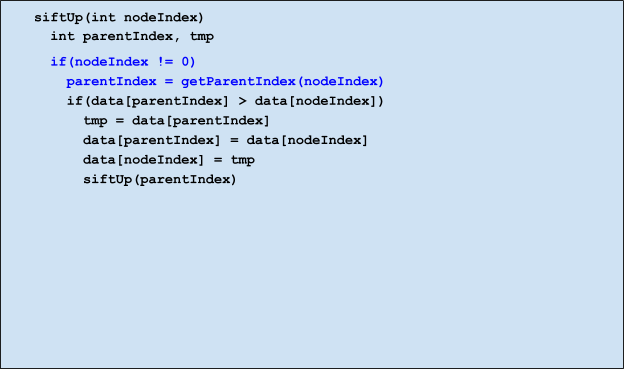 siftUp(int nodeIndex)
int parentIndex, tmp
if(nodeIndex != 0)
parentIndex = getParentIndex(nodeIndex)
if(data[parentIndex] > data[nodeIndex])
tmp = data[parentIndex]
data[parentIndex] = data[nodeIndex]
data[nodeIndex] = tmp
siftUp(parentIndex)